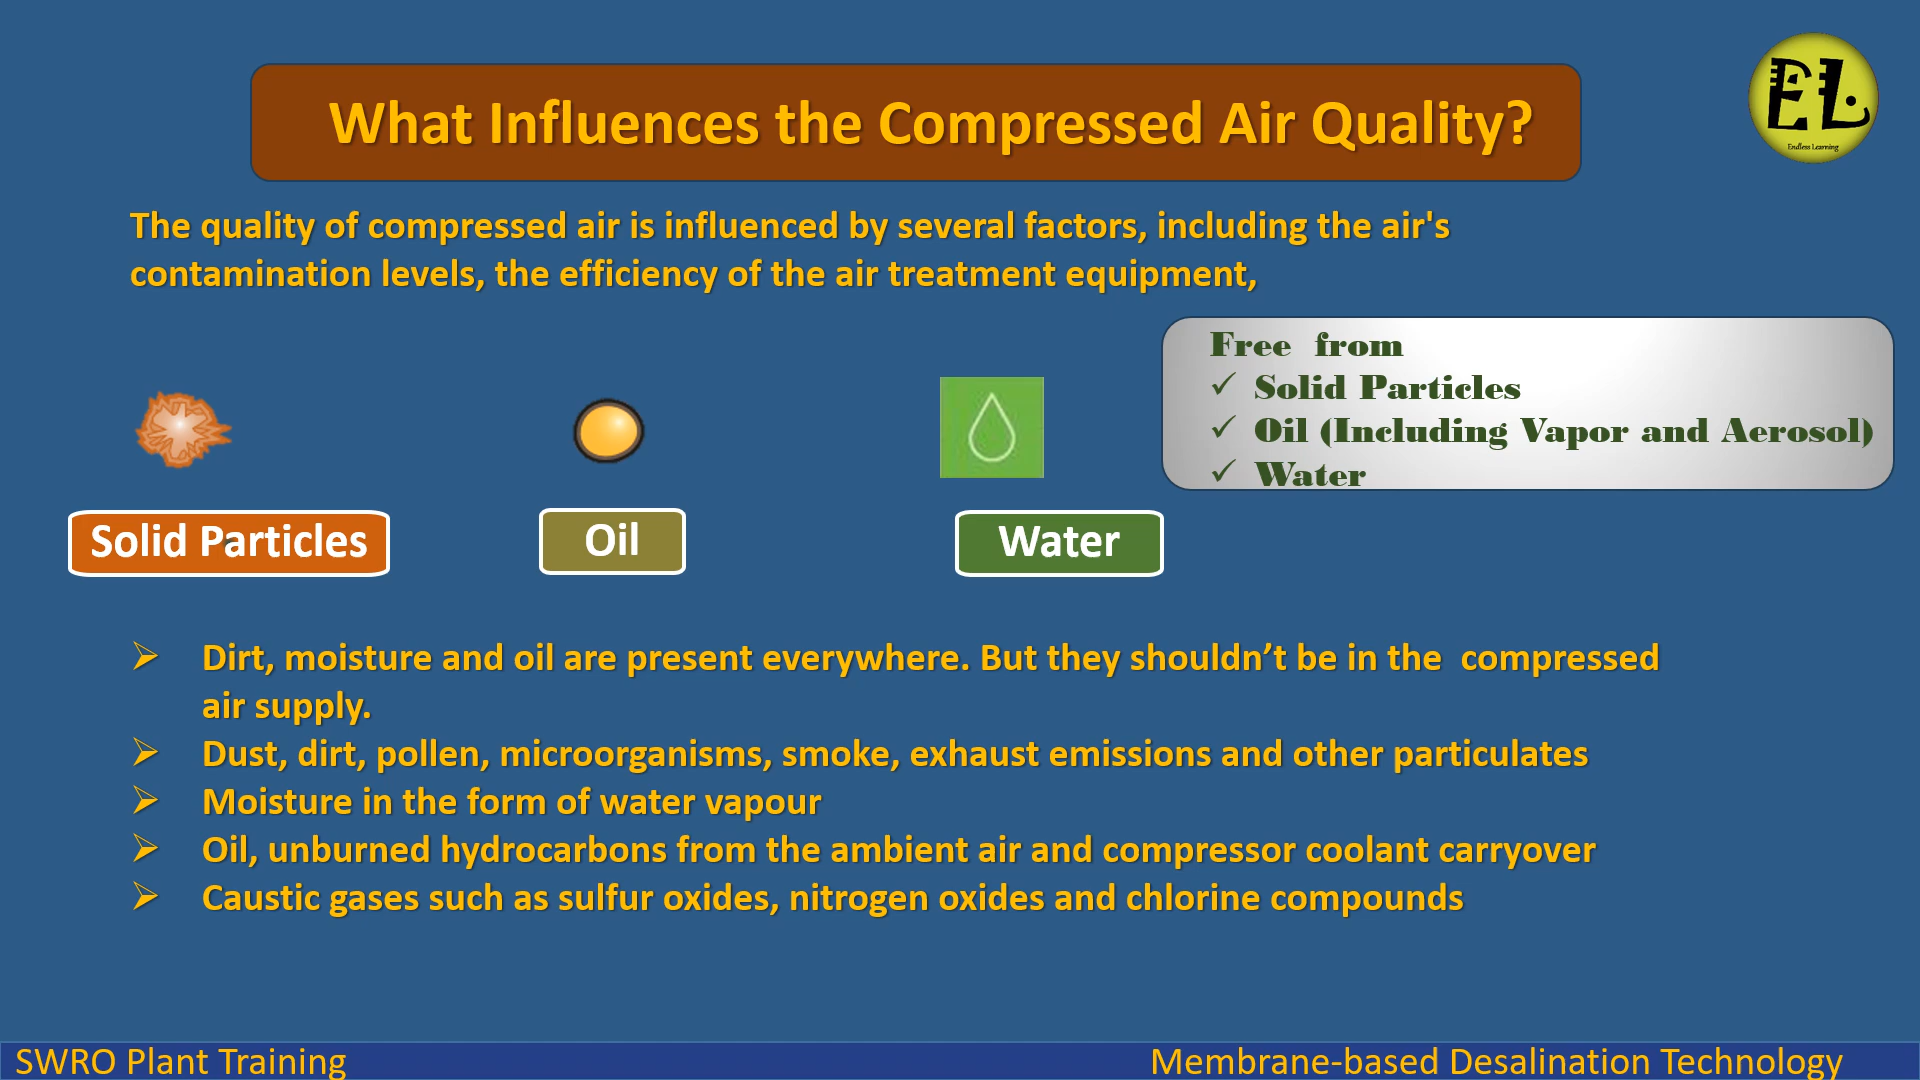 What Influences the Compressed Air Quality?
EL
Endless Learning
The quality of compressed air is influenced by several factors, including the air's
contamination levels, the efficiency of the air treatment equipment,
Free from
✓ Solid Particles
✓ Oil (Including Vapor and Aerosol)
✓ Water
Solid Particles
Oil
Water
➢ Dirt, moisture and oil are present everywhere. But they shouldn’t be in the compressed
air supply.
➢ Dust, dirt, pollen, microorganisms, smoke, exhaust emissions and other particulates
➢ Moisture in the form of water vapour
➢ Oil, unburned hydrocarbons from the ambient air and compressor coolant carryover
➢ Caustic gases such as sulfur oxides, nitrogen oxides and chlorine compounds
SWRO Plant Training
Membrane-based Desalination Technology